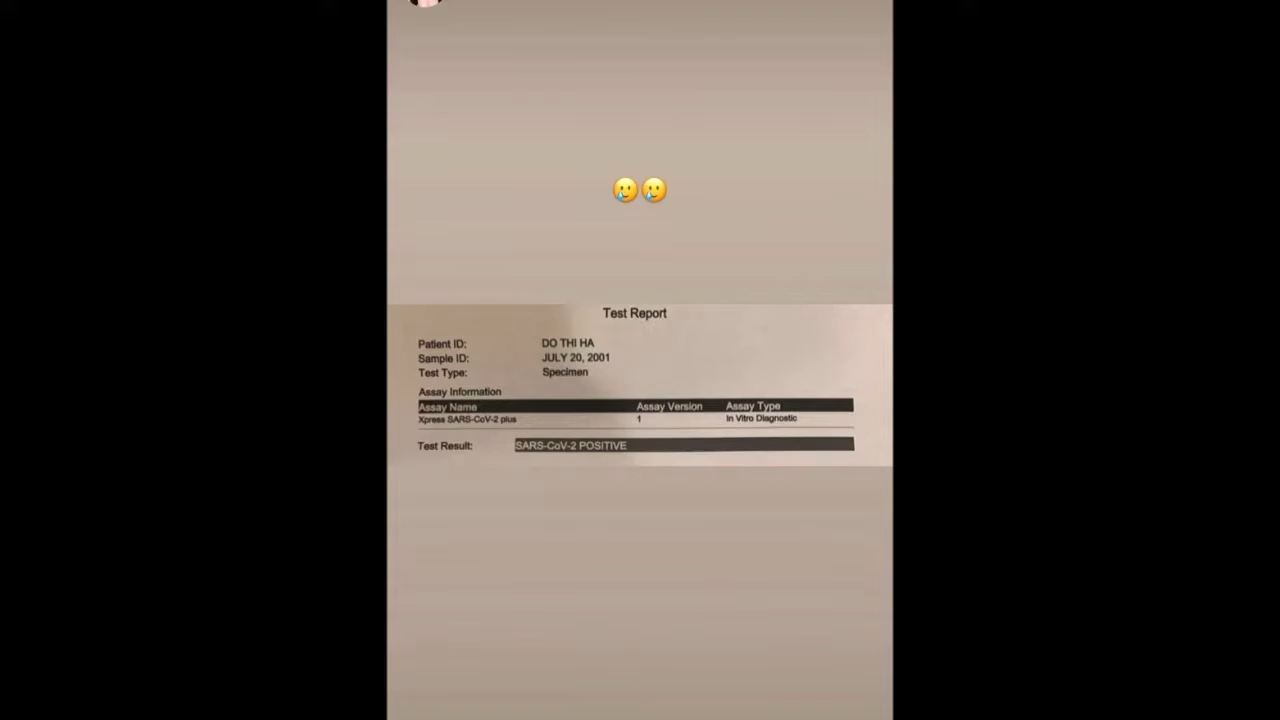 Test Report
Patient ID: DO THI HA
Sample ID: JULY 20, 2001
Test Type: Specimen
Assay Information
Assay Name Assay Version Assay Type
Xpress SARS-CoV-2 plus 1 In Vitro Diagnostic
Test Result: SARS-CoV-2 POSITIVE